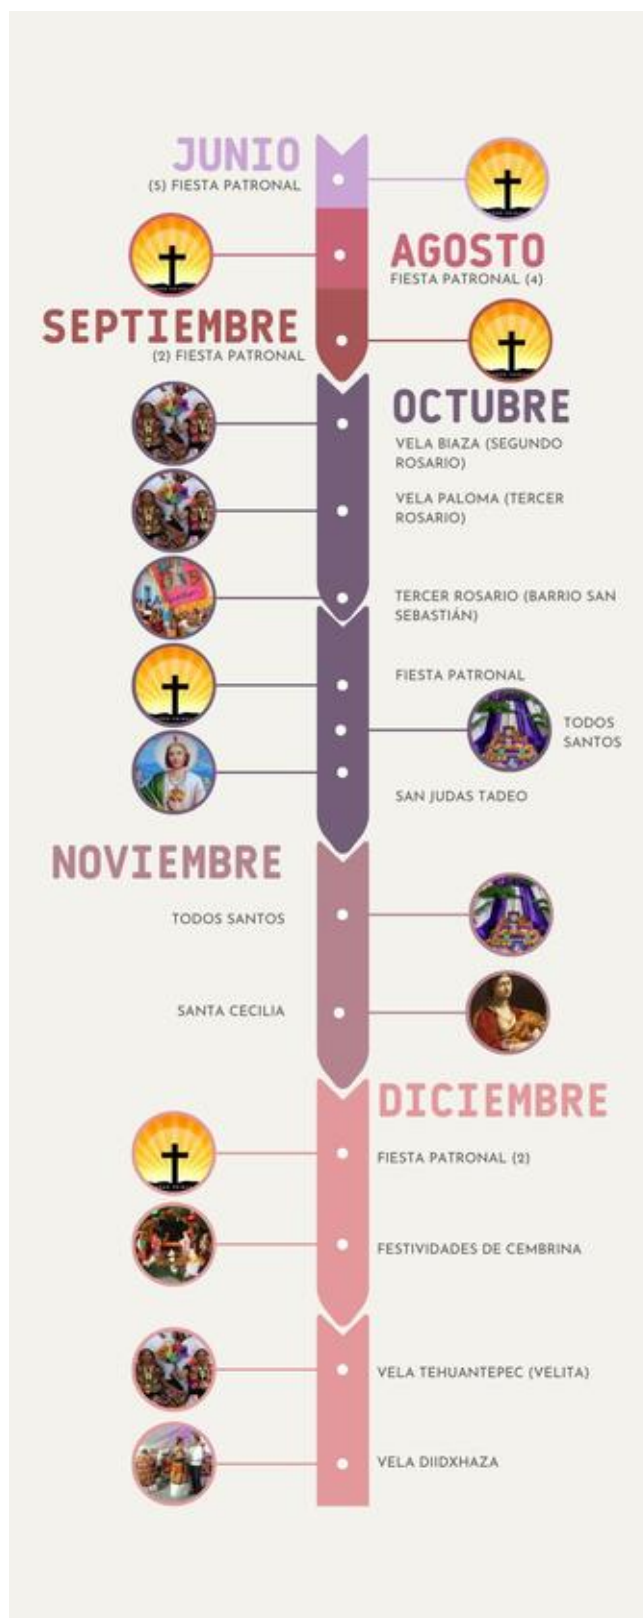 JUNIO
(5) FIESTA PATRONAL
AGOSTO
FIESTA PATRONAL (4)
SEPTIEMBRE
(2) FIESTA PATRONAL
OCTUBRE
VELA BIAZA (SEGUNDO
ROSARIO)
VELA PALOMA (TERCER
ROSARIO)
TERCER ROSARIO (BARRIO SAN
SEBASTIÁN)
FIESTA PATRONAL
TODOS
SANTOS
SAN JUDAS TADEO
NOVIEMBRE
TODOS SANTOS
SANTA CECILIA
DICIEMBRE
FIESTA PATRONAL (2)
FESTIVIDADES DE CEMBRINA
VELA TEHUANTEPEC (VELITA)
VELA DIIDXHAZA